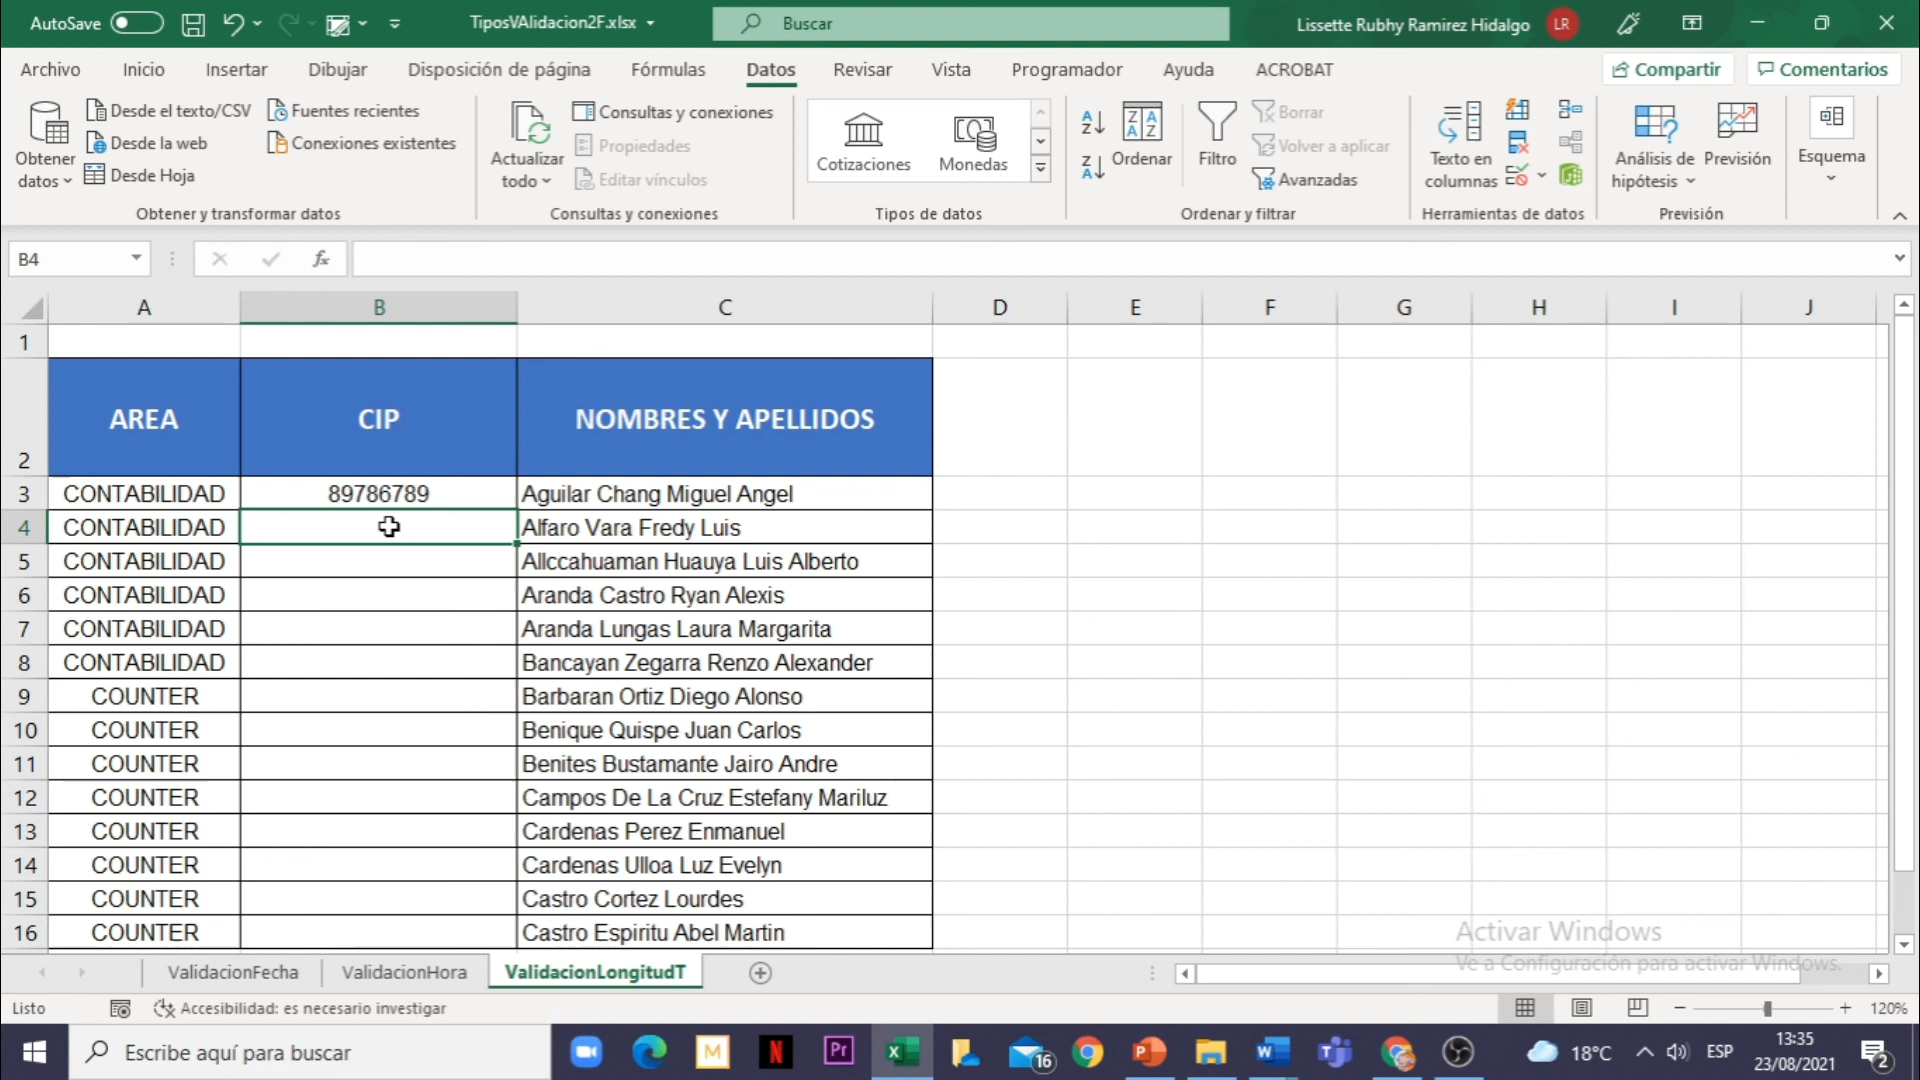 AutoSave
TiposVAlidacion2F.xlsx
Buscar
Lissette Rubhy Ramirez Hidalgo
LR
Archivo Inicio Insertar Dibujar Disposición de página Fórmulas Datos Revisar Vista Programador Ayuda ACROBAT
Compartir Comentarios
Obtener
datos
Desde el texto/CSV
Desde la web
Desde Hoja
Fuentes recientes
Conexiones existentes
Obtener y transformar datos
Actualizar
todo
Consultas y conexiones
Propiedades
Editar vínculos
Consultas y conexiones
Cotizaciones
Monedas
Tipos de datos
Ordenar
Filtro
Borrar
Volver a aplicar
Avanzadas
Ordenar y filtrar
Texto en
columnas
Herramientas de datos
Análisis de
hipótesis
Previsión
Previsión
Esquema
B4
fx
A B C D E F G H I J
1
2 AREA CIP NOMBRES Y APELLIDOS
3 CONTABILIDAD 89786789 Aguilar Chang Miguel Angel
4 CONTABILIDAD Alfaro Vara Fredy Luis
5 CONTABILIDAD Allccahuaman Huauya Luis Alberto
6 CONTABILIDAD Aranda Castro Ryan Alexis
7 CONTABILIDAD Aranda Lungas Laura Margarita
8 CONTABILIDAD Bancayan Zegarra Renzo Alexander
9 COUNTER Barbaran Ortiz Diego Alonso
10 COUNTER Benique Quispe Juan Carlos
11 COUNTER Benites Bustamante Jairo Andre
12 COUNTER Campos De La Cruz Estefany Mariluz
13 COUNTER Cardenas Perez Enmanuel
14 COUNTER Cardenas Ulloa Luz Evelyn
15 COUNTER Castro Cortez Lourdes
16 COUNTER Castro Espiritu Abel Martin
Activar Windows
Ve a Configuración para activar Windows.
ValidacionFecha ValidacionHora ValidacionLongitudT
Listo
Accesibilidad: es necesario investigar
120%
Escribe aquí para buscar
16
18°C
ESP
13:35
23/08/2021
2